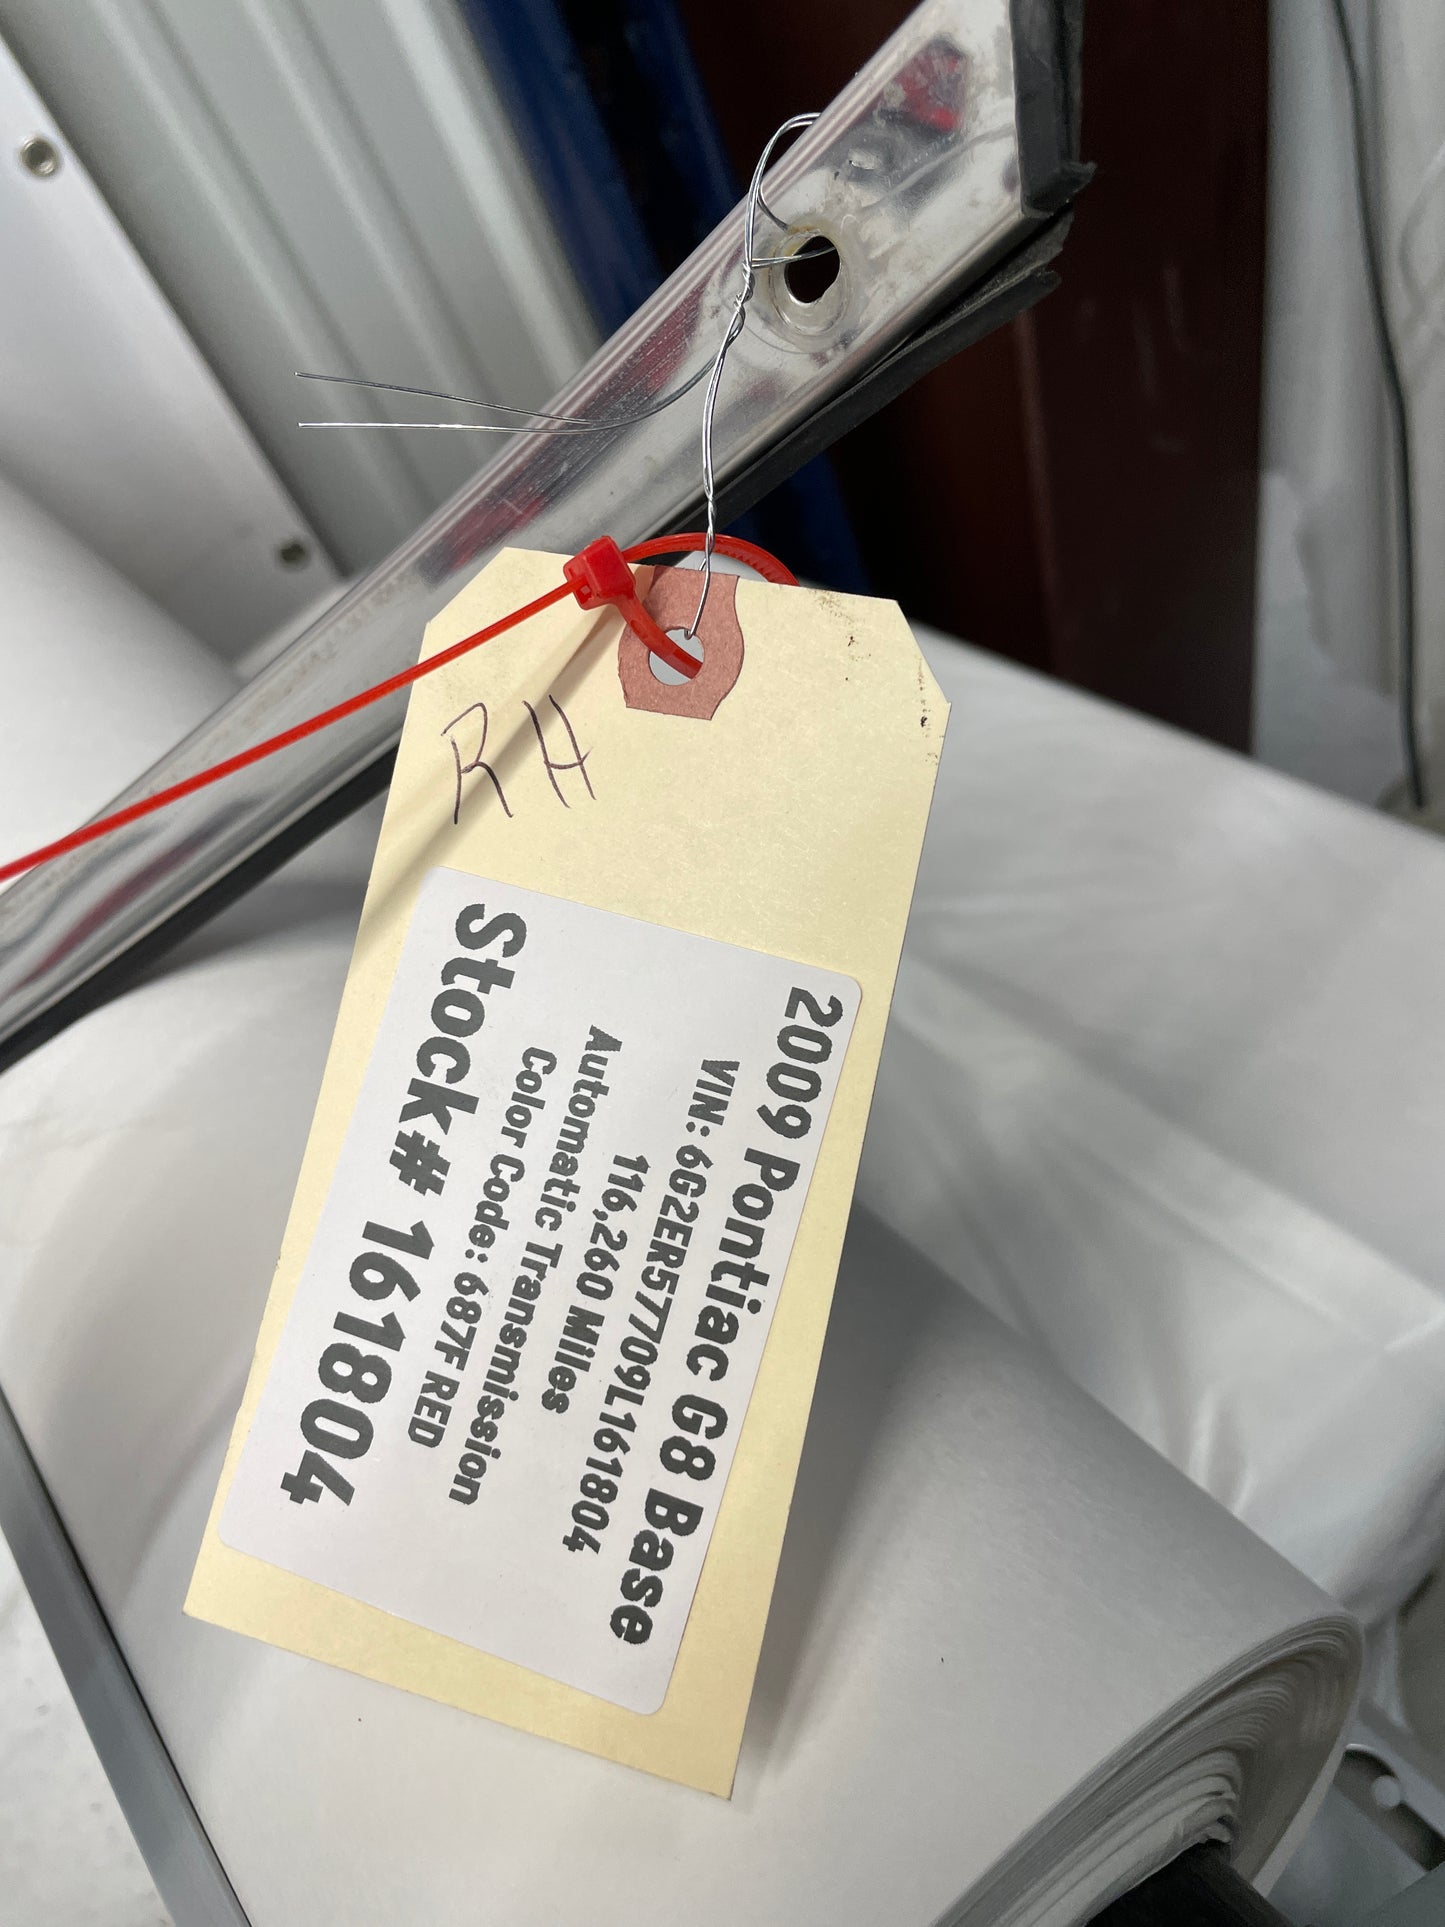 RH
2009 Pontiac G8 Base
VIN: 6G2ER57709L161804
116,260 Miles
Automatic Transmission
Color Code: 687F RED
Stock# 161804